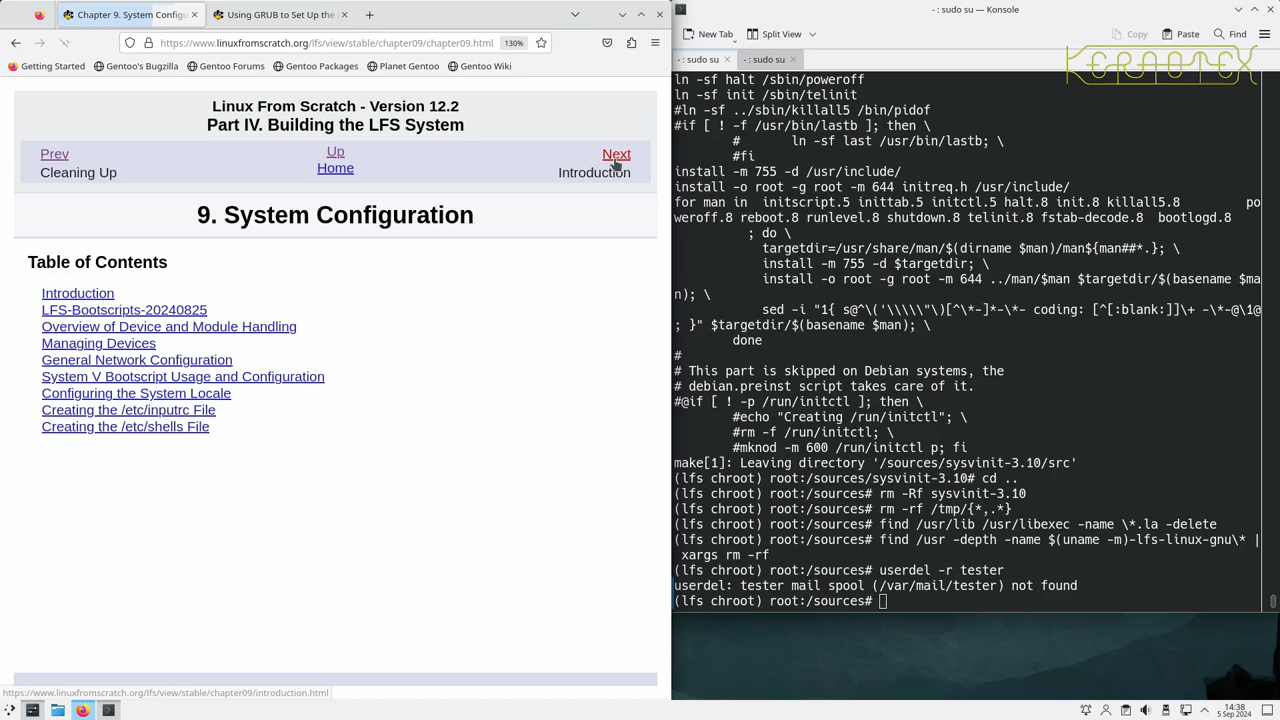 Chapter 9. System Configu
Using GRUB to Set Up the
https://www.linuxfromscratch.org/lfs/view/stable/chapter09/chapter09.html
130%
Getting Started
Gentoo's Bugzilla
Gentoo Forums
Gentoo Packages
Planet Gentoo
Gentoo Wiki
Linux From Scratch - Version 12.2
Part IV. Building the LFS System
Prev
Up
Next
Cleaning Up
Home
Introduction
9. System Configuration
Table of Contents
Introduction
LFS-Bootscripts-20240825
Overview of Device and Module Handling
Managing Devices
General Network Configuration
System V Bootscript Usage and Configuration
Configuring the System Locale
Creating the /etc/inputrc File
Creating the /etc/shells File
https://www.linuxfromscratch.org/lfs/view/stable/chapter09/introduction.html
- : sudo su — Konsole
New Tab
Split View
Copy
Paste
Find
- : sudo su
- : sudo su
KERNOTEX
ln -sf halt /sbin/poweroff
ln -sf init /sbin/telinit
#ln -sf ../sbin/killall5 /bin/pidof
#if [ ! -f /usr/bin/lastb ]; then \
#      ln -sf last /usr/bin/lastb; \
#fi
install -m 755 -d /usr/include/
install -o root -g root -m 644 initreq.h /usr/include/
for man in  initscript.5 inittab.5 initctl.5 halt.8 init.8 killall5.8      po
weroff.8 reboot.8 runlevel.8 shutdown.8 telinit.8 fstab-decode.8  bootlogd.8
; do \
targetdir=/usr/share/man/$(dirname $man)/man${man##*.}; \
install -m 755 -d $targetdir; \
install -o root -g root -m 644 ../man/$man $targetdir/$(basename $ma
n); \
sed -i "1{ s@^\('\\\\\"\)[^\*-]*-\*- coding: [^[:blank:]]\+ -\*-@\1@
; }" $targetdir/$(basename $man); \
done
#
# This part is skipped on Debian systems, the
# debian.preinst script takes care of it.
#@if [ ! -p /run/initctl ]; then \
#echo "Creating /run/initctl"; \
#rm -f /run/initctl; \
#mknod -m 600 /run/initctl p; fi
make[1]: Leaving directory '/sources/sysvinit-3.10/src'
(lfs chroot) root:/sources/sysvinit-3.10# cd ..
(lfs chroot) root:/sources# rm -Rf sysvinit-3.10
(lfs chroot) root:/sources# rm -rf /tmp/{*,.*}
(lfs chroot) root:/sources# find /usr/lib /usr/libexec -name \*.la -delete
(lfs chroot) root:/sources# find /usr -depth -name $(uname -m)-lfs-linux-gnu\* |
xargs rm -rf
(lfs chroot) root:/sources# userdel -r tester
userdel: tester mail spool (/var/mail/tester) not found
(lfs chroot) root:/sources#
14:38
5 Sep 2024